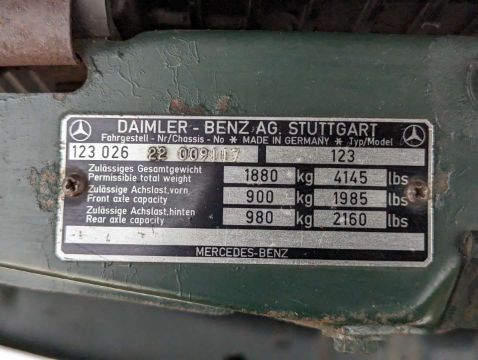 DAIMLER - BENZ AG. STUTTGART
Fahrgestell - Nr/Chassis - No * MADE IN GERMANY * Typ/Model
123 026 22 123
Zulässiges Gesamtgewicht
Permissible total weight 1880 kg 4145 lbs
Zulässige Achslast.vorn.
Front axle capacity 900 kg 1985 lbs
Zulässige Achslast.hinten
Rear axle capacity 980 kg 2160 lbs
MERCEDES-BENZ